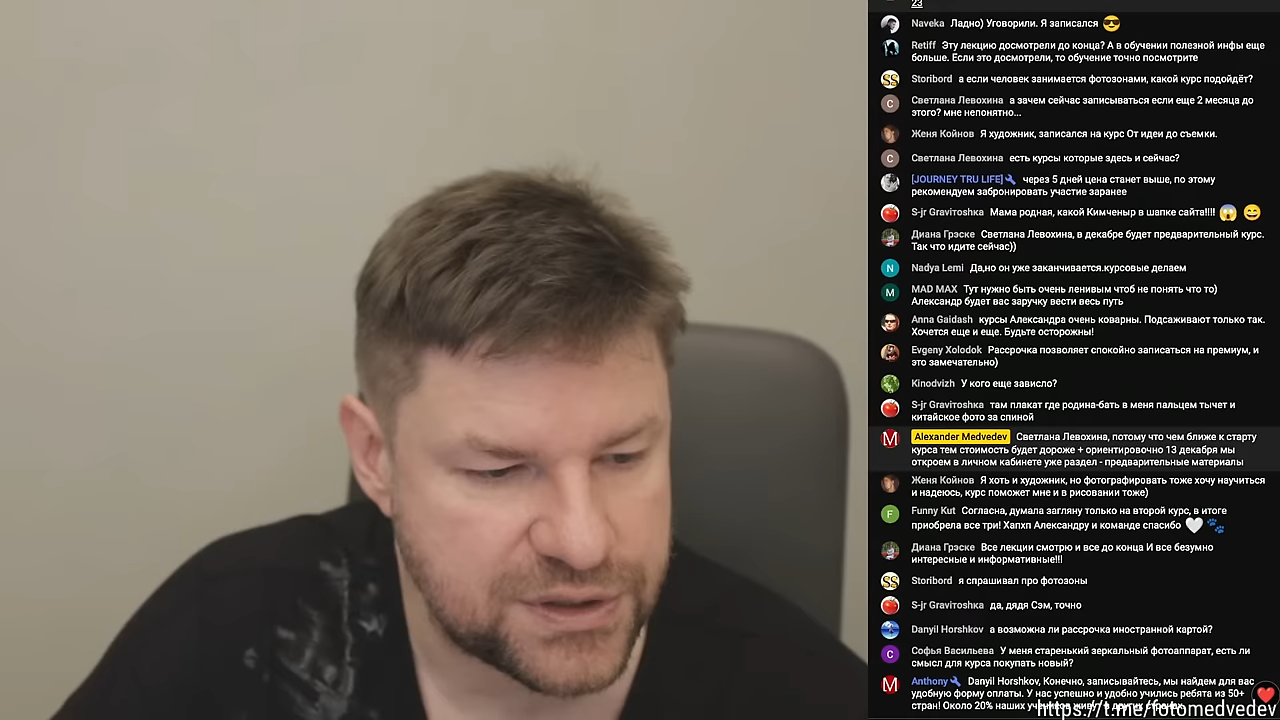 23
Naveka Ладно) Уговорили. Я записался
Retiff Эту лекцию досмотрели до конца? А в обучении полезной инфы еще
больше. Если это досмотрели, то обучение точно посмотрите
SS
Storibord а если человек занимается фотозонами, какой курс подойдёт?
С
Светлана Левохина а зачем сейчас записываться если еще 2 месяца до
этого? мне непонятно...
Женя Койнов Я художник, записался на курс От идеи до съемки.
С
Светлана Левохина есть курсы которые здесь и сейчас?
[JOURNEY TRU LIFE] через 5 дней цена станет выше, по этому
рекомендуем забронировать участие заранее
S-jr Graviтoshka Мама родная, какой Кимченыр в шапке сайта!!!!
Диана Грэске Светлана Левохина, в декабре будет предварительный курс.
Так что идите сейчас))
N
Nadya Lemi Да,но он уже заканчивается.курсовые делаем
M
MAD MAX Тут нужно быть очень ленивым чтоб не понять что то)
Александр будет вас заручку вести весь путь
Anna Gaidash курсы Александра очень коварны. Подсаживают только так.
Хочется еще и еще. Будьте осторожны!
Evgeny Xolodok Рассрочка позволяет спокойно записаться на премиум, и
это замечательно)
Kinodvizh У кого еще зависло?
S-jr Graviтoshka там плакат где родина-бать в меня пальцем тычет и
китайское фото за спиной
M
Alexander Medvedev Светлана Левохина, потому что чем ближе к старту
курса тем стоимость будет дороже + ориентировочно 13 декабря мы
откроем в личном кабинете уже раздел - предварительные материалы
Женя Койнов Я хоть и художник, но фотографировать тоже хочу научиться
и надеюсь, курс поможет мне и в рисовании тоже)
F
Funny Kut Согласна, думала загляну только на второй курс, в итоге
приобрела все три! Хапхп Александру и команде спасибо
Диана Грэске Все лекции смотрю и все до конца И все безумно
интересные и информативные!!!
SS
Storibord я спрашивал про фотозоны
S-jr Graviтoshka да, дядя Сэм, точно
Danyil Horshkov а возможна ли рассрочка иностранной картой?
С
Софья Васильева У меня старенький зеркальный фотоаппарат, есть ли
смысл для курса покупать новый?
M
Anthony Danyil Horshkov, Конечно, записывайтесь, мы найдем для вас
удобную форму оплаты. У нас успешно и удобно учились ребята из 50+
стран! Около 20% наших
https://t.me/fotomedvedev